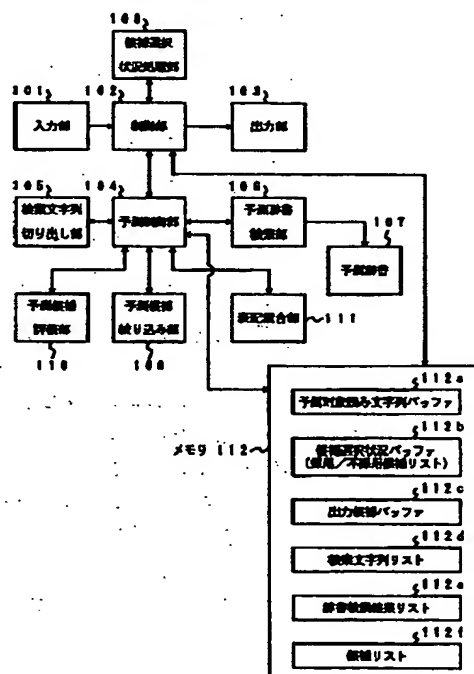 108
候補選択
状況処理部
101
102
103
入力部
制御部
出力部
105
104
106
検索文字列
切り出し部
予測制御部
予測辞書
検索部
107
予測辞書
予測候補
評価部
予測候補
絞り込み部
表記統合部
111
110
メモリ 112
112a
予測対象読み文字列バッファ
112b
候補選択状況バッファ
(採用/不採用候補リスト)
112c
出力候補バッファ
112d
検索文字列リスト
112e
辞書検索結果リスト
112f
候補リスト